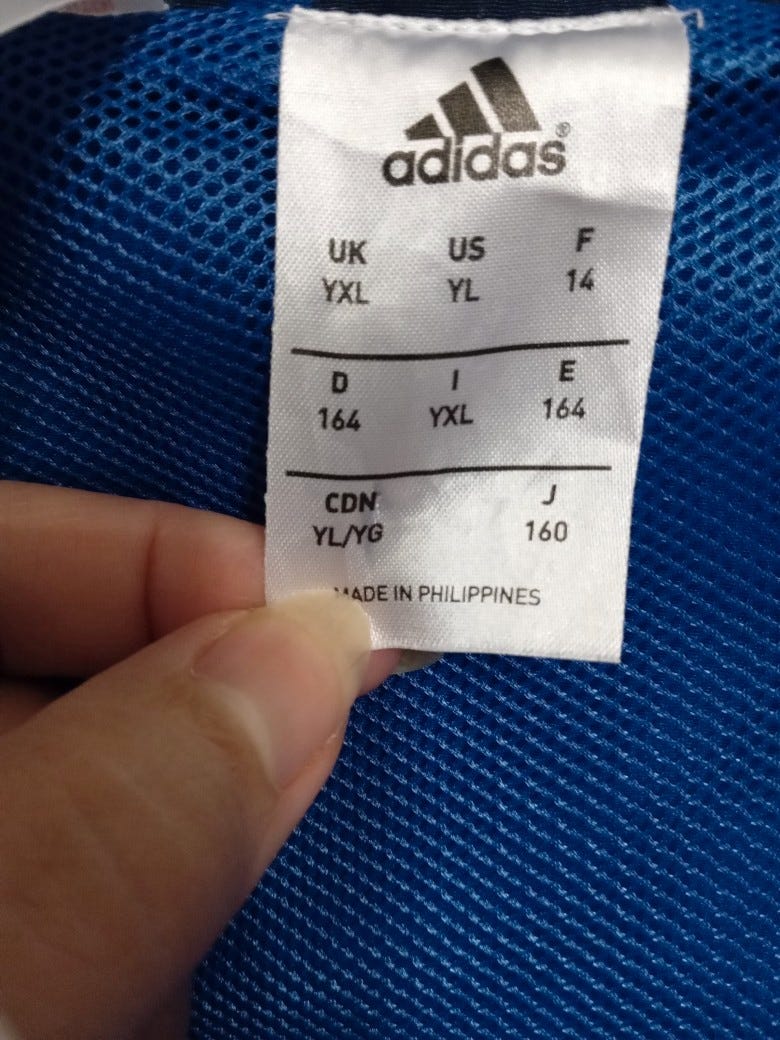 adidas®
UK US F
YXL YL 14
D I E
164 YXL 164
CDN J
YL/YG 160
MADE IN PHILIPPINES